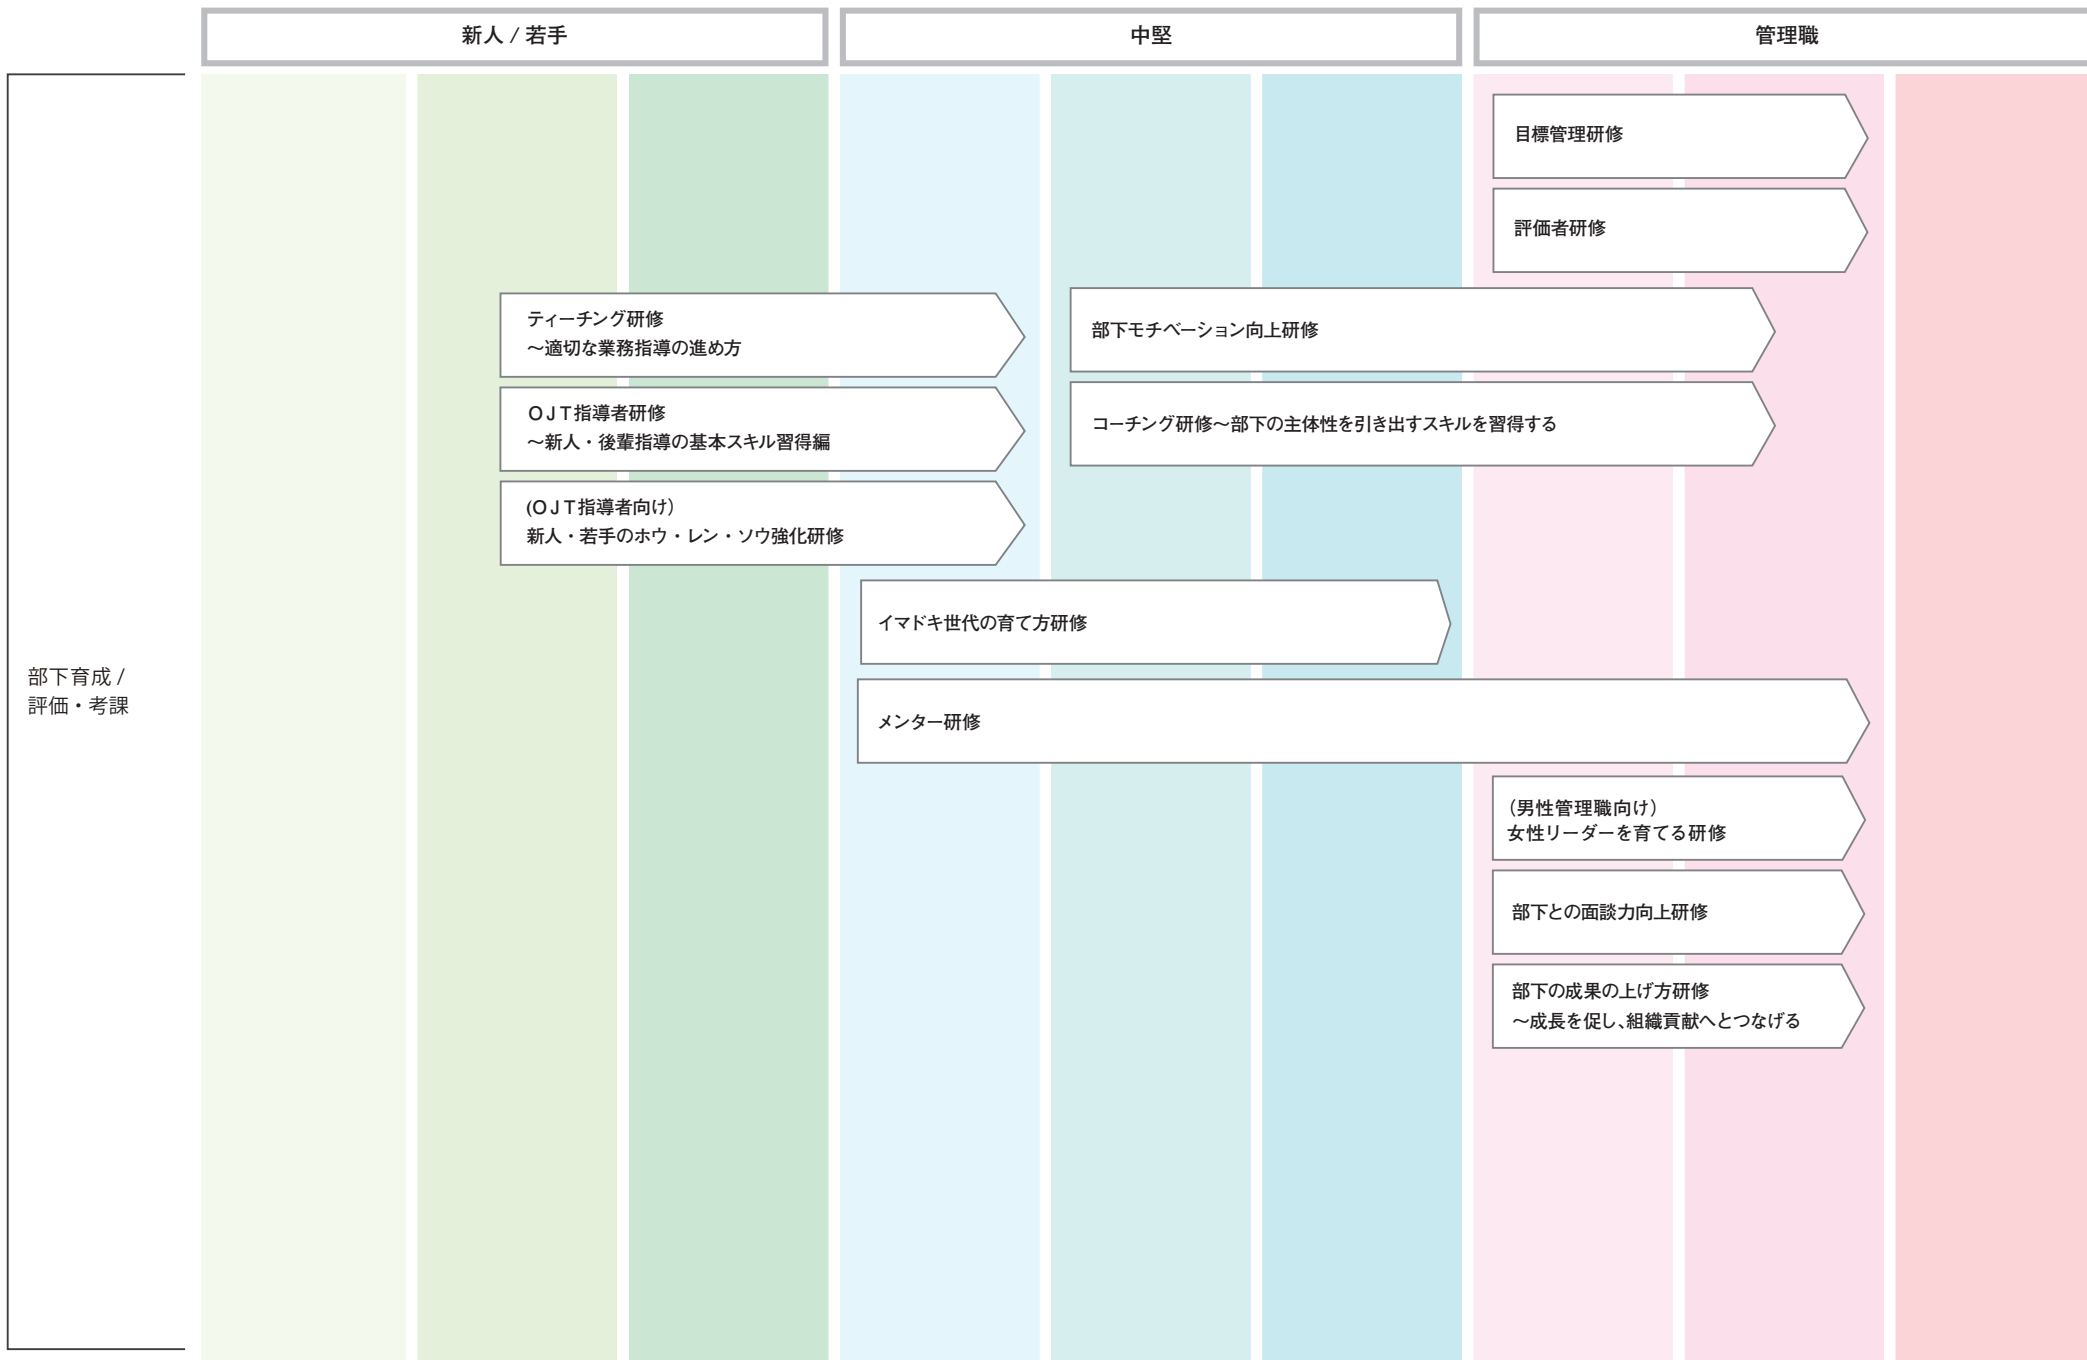 新人 / 若手
中堅
管理職
部下育成 /
評価・考課
目標管理研修
評価者研修
ティーチング研修
～適切な業務指導の進め方
部下モチベーション向上研修
ＯＪＴ指導者研修
～新人・後輩指導の基本スキル習得編
コーチング研修～部下の主体性を引き出すスキルを習得する
(ＯＪＴ指導者向け）
新人・若手のホウ・レン・ソウ強化研修
イマドキ世代の育て方研修
メンター研修
（男性管理職向け）
女性リーダーを育てる研修
部下との面談力向上研修
部下の成果の上げ方研修
～成長を促し、組織貢献へとつなげる